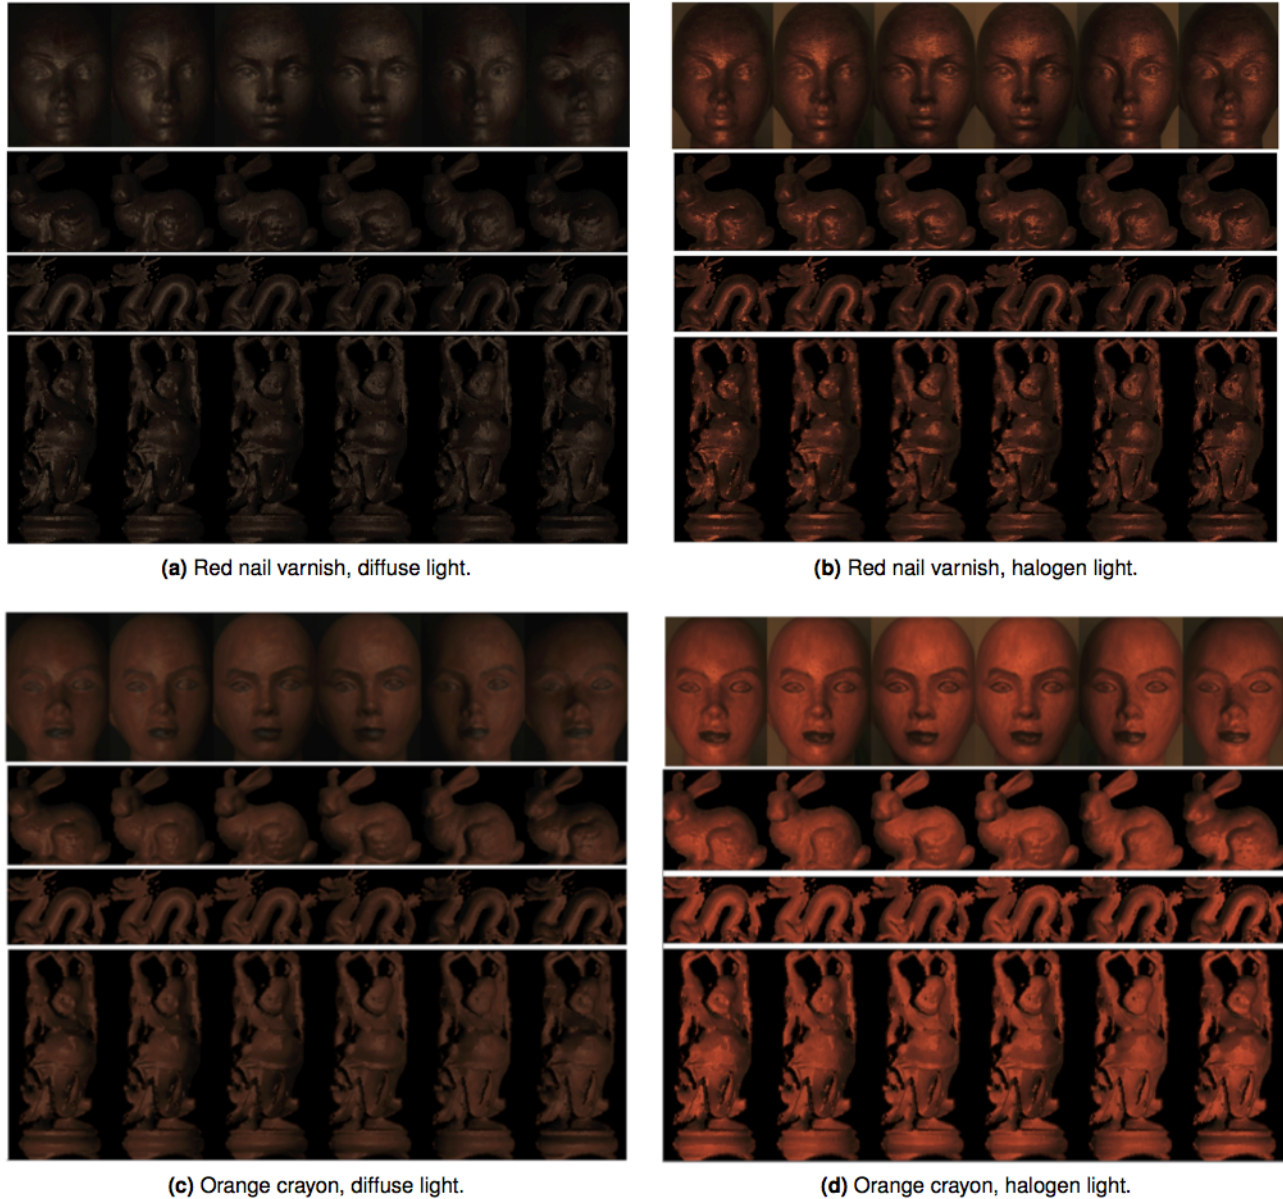 (a) Red nail varnish, diffuse light.
(b) Red nail varnish, halogen light.
(c) Orange crayon, diffuse light.
(d) Orange crayon, halogen light.